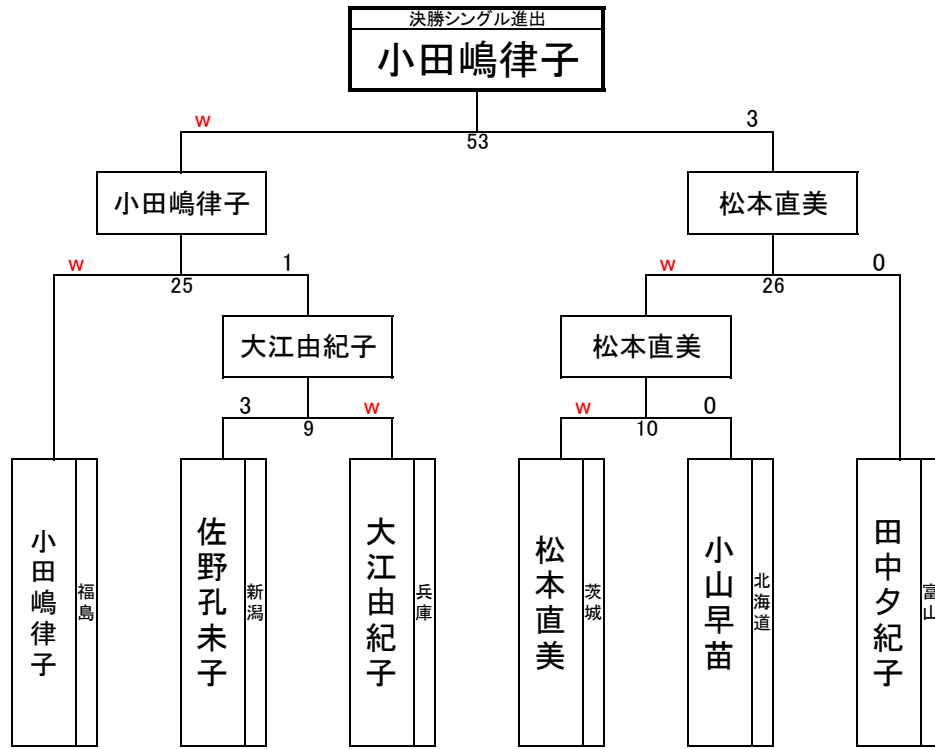 決勝シングル進出
小田嶋律子
w
3
53
小田嶋律子
松本直美
w
1
w
0
25
26
大江由紀子
松本直美
3
w
w
0
9
10
小田嶋律子
福島
佐野孔未子
新潟
大江由紀子
兵庫
松本直美
茨城
小山早苗
北海道
田中夕紀子
富山